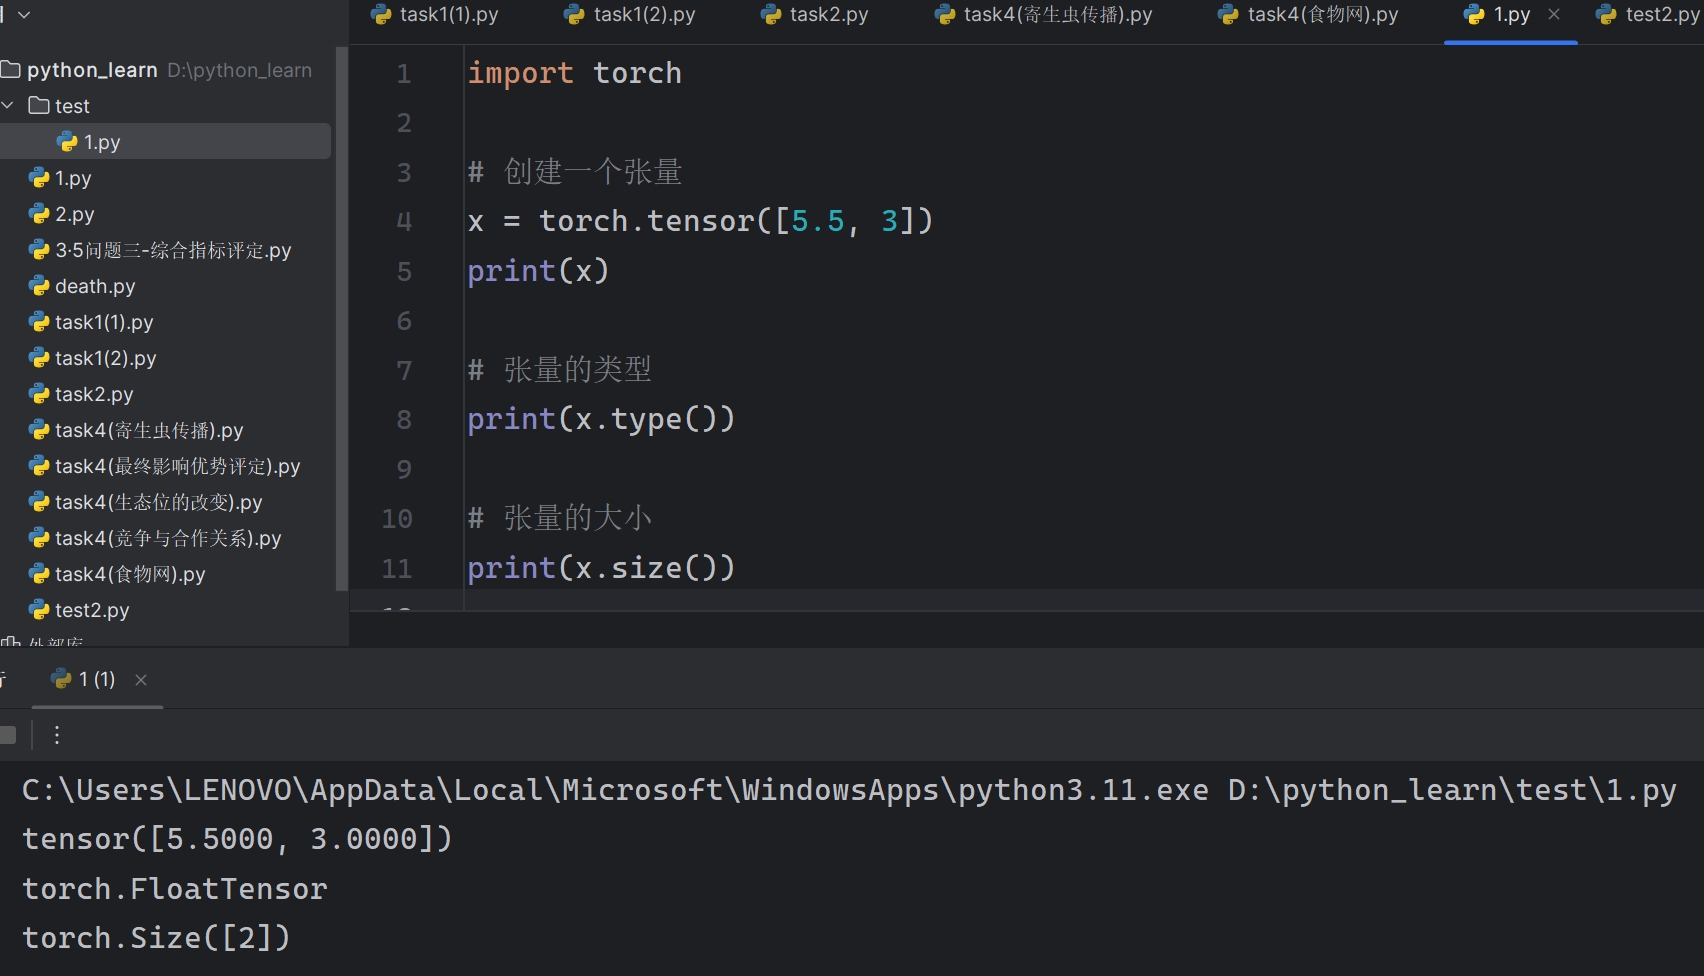 task1(1).py
task1(2).py
task2.py
task4(寄生虫传播).py
task4(食物网).py
1.py
test2.py
python_learn D:\python_learn
test
1.py
1.py
2.py
3·5问题三-综合指标评定.py
death.py
task1(1).py
task1(2).py
task2.py
task4(寄生虫传播).py
task4(最终影响优势评定).py
task4(生态位的改变).py
task4(竞争与合作关系).py
task4(食物网).py
test2.py
外部库
1 import torch
2
3 # 创建一个张量
4 x = torch.tensor([5.5, 3])
5 print(x)
6
7 # 张量的类型
8 print(x.type())
9
10 # 张量的大小
11 print(x.size())
1 (1)
C:\Users\LENOVO\AppData\Local\Microsoft\WindowsApps\python3.11.exe D:\python_learn\test\1.py
tensor([5.5000, 3.0000])
torch.FloatTensor
torch.Size([2])